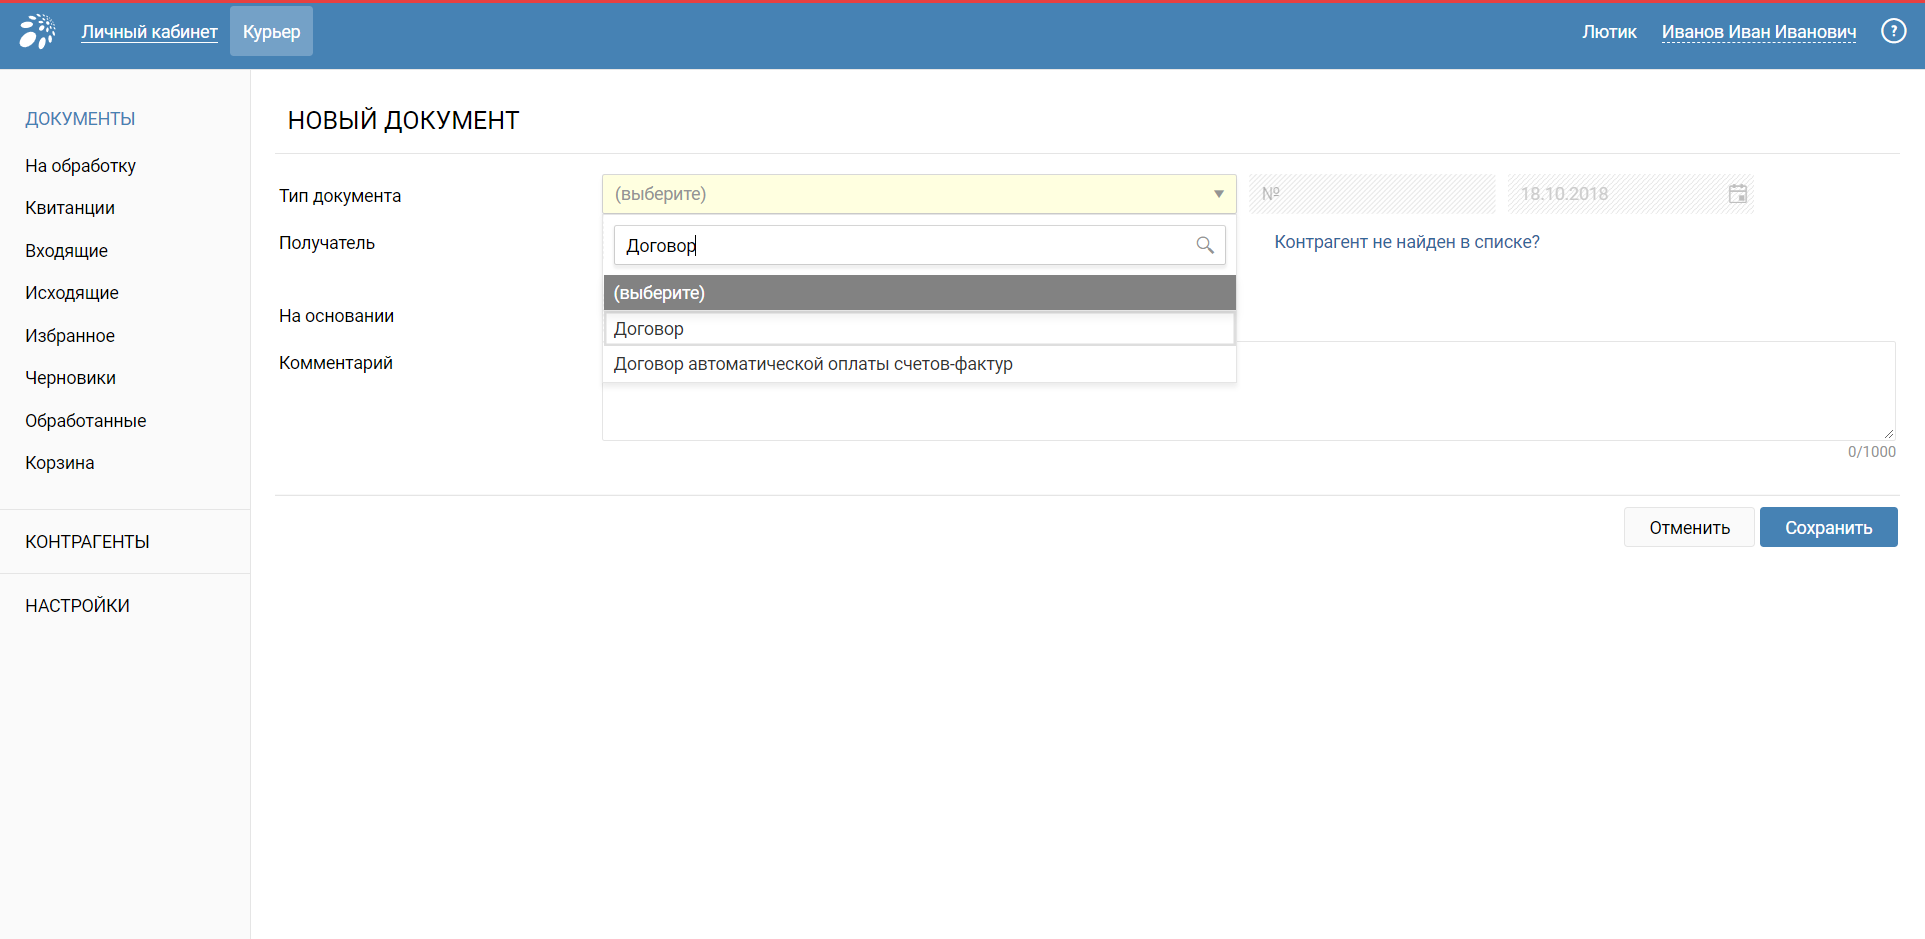 Личный кабинет Курьер Лютик Иванов Иван Иванович ?
ДОКУМЕНТЫ
На обработку
Квитанции
Входящие
Исходящие
Избранное
Черновики
Обработанные
Корзина
КОНТРАГЕНТЫ
НАСТРОЙКИ
НОВЫЙ ДОКУМЕНТ
Тип документа (выберите) № 18.10.2018
Получатель Договор Контрагент не найден в списке?
(выберите)
На основании
Договор
Комментарий Договор автоматической оплаты счетов-фактур
0/1000
Отменить Сохранить